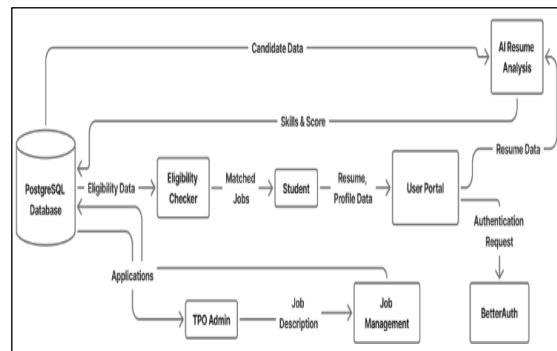 Candidate Data
AI Resume
Analysis
Skills & Score
Resume Data
PostgreSQL
Database
Eligibility Data
Eligibility
Checker
Matched
Jobs
Student
Resume,
Profile Data
User Portal
Authentication
Request
Applications
TPO Admin
Job
Description
Job
Management
BetterAuth